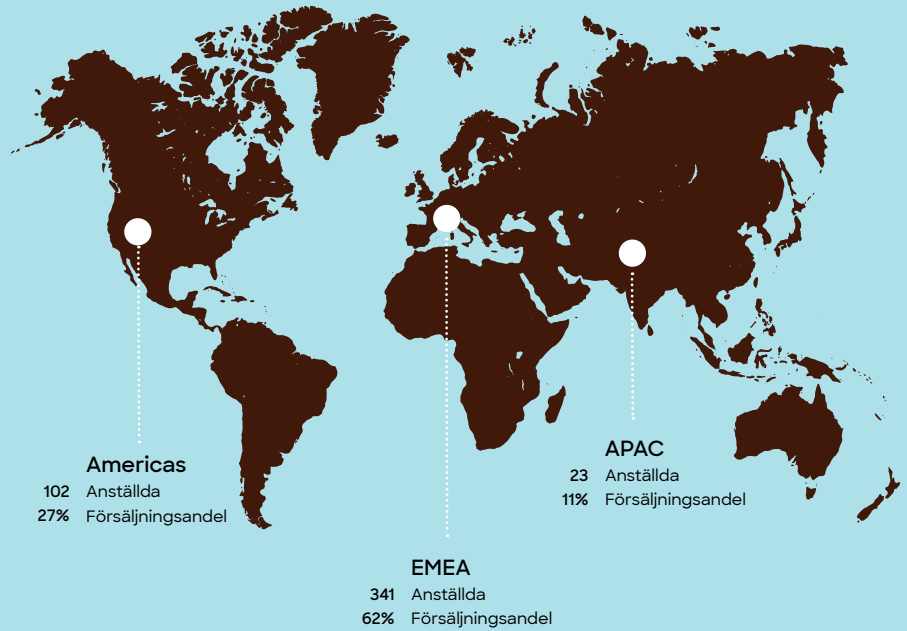 Americas
102 Anställda
27% Försäljningsandel
APAC
23 Anställda
11% Försäljningsandel
EMEA
341 Anställda
62% Försäljningsandel